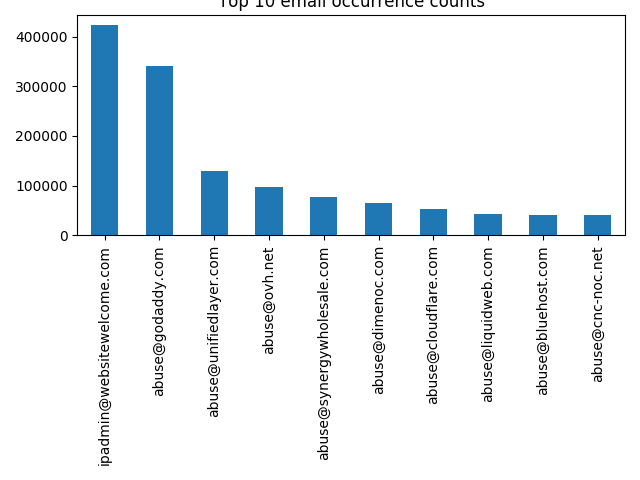 Top 10 email occurrence counts
400000
300000
200000
100000
0
ipadmin@websitewelcome.com
abuse@godaddy.com
abuse@unifiedlayer.com
abuse@ovh.net
abuse@synergywholesale.com
abuse@dimenoc.com
abuse@cloudflare.com
abuse@liquidweb.com
abuse@bluehost.com
abuse@cnc-noc.net